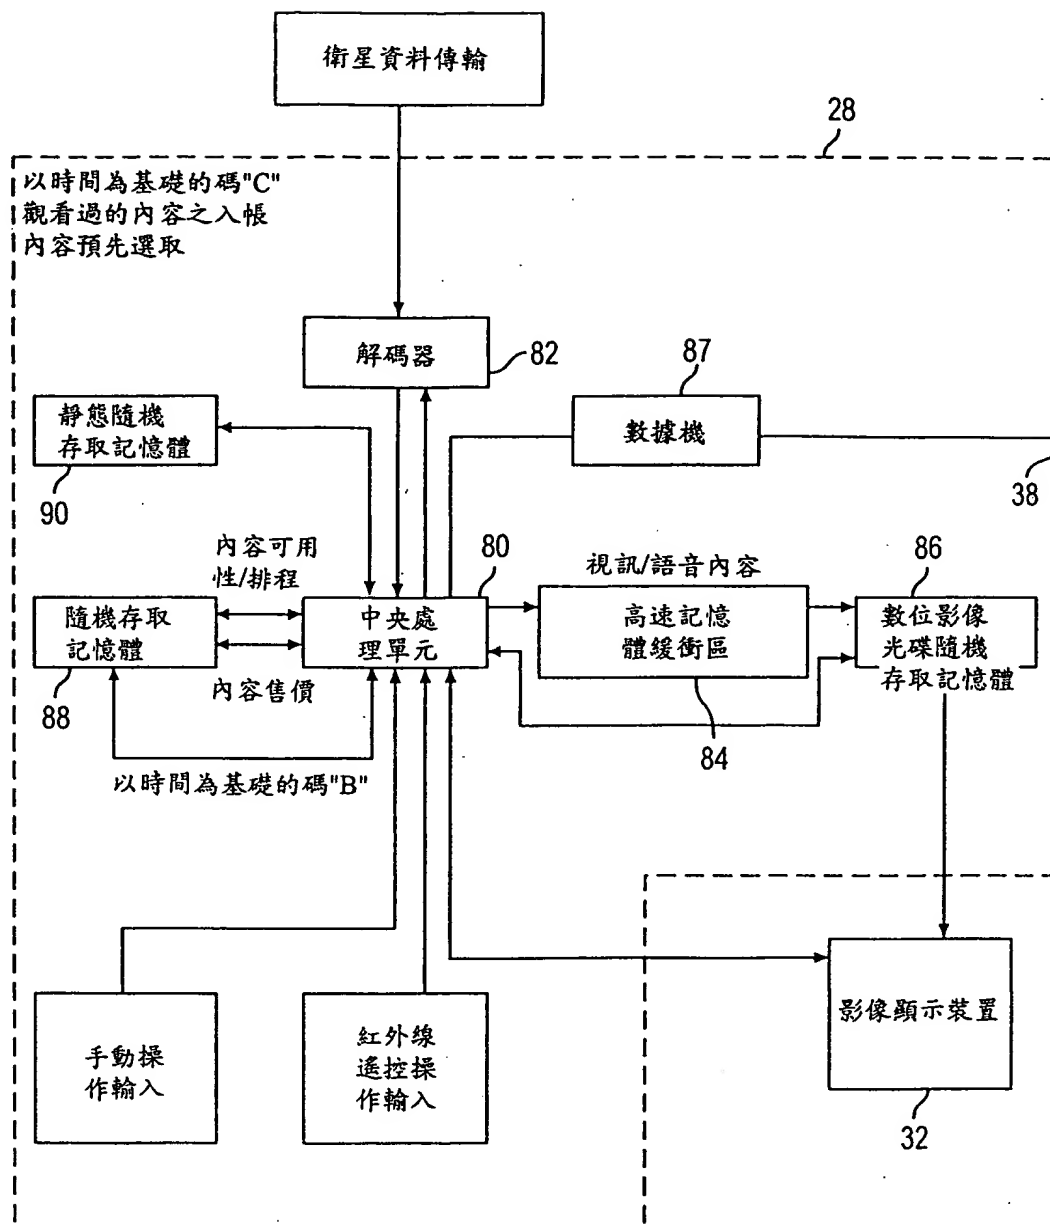 衛星資料傳輸
28
以時間為基礎的碼"C"
觀看過的內容之入帳
內容預先選取
解碼器
82
87
數據機
靜態隨機
存取記憶體
90
38
內容可用
性/排程
80
視訊/語音內容
86
隨機存取
記憶體
中央處
理單元
高速記憶
體緩衝區
數位影像
光碟隨機
存取記憶體
88
內容售價
84
以時間為基礎的碼"B"
手動操
作輸入
紅外線
遙控操
作輸入
影像顯示裝置
32